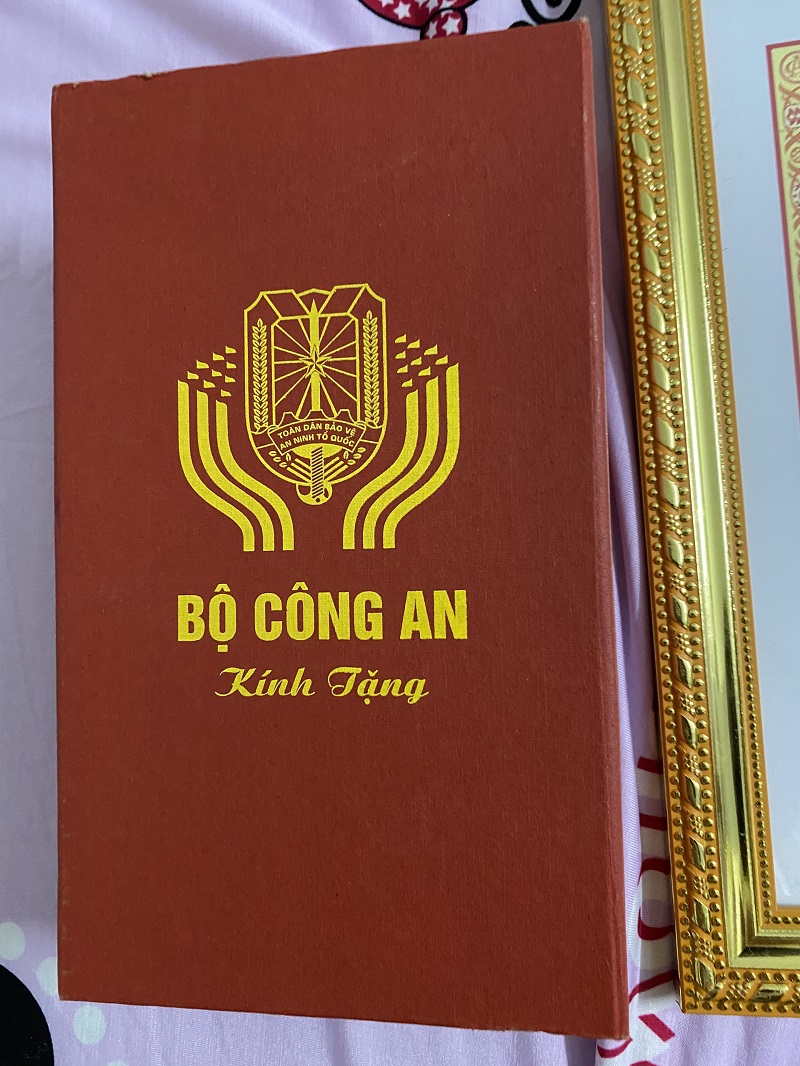 TOÀN DÂN BẢO VỆ
AN NINH TỔ QUỐC
BỘ CÔNG AN
Kính Tặng